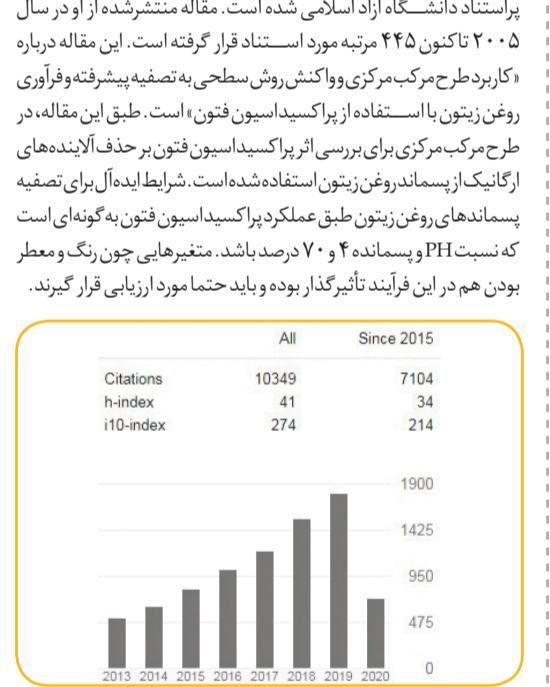 پراستناد دانشگاه آزاد اسلامی شده است. مقاله منتشرشده از او در سال
۲۰۰۵ تاکنون ۴۴۵ مرتبه مورد استناد قرار گرفته است. این مقاله درباره
«کاربرد طرح مرکب مرکزی و واکنش روش سطحی به تصفیه پیشرفته و فرآوری
روغن زیتون با استفاده از پراکسیداسیون فتون» است. طبق این مقاله، در
طرح مرکب مرکزی برای بررسی اثر پراکسیداسیون فتون بر حذف آلاینده‌های
ارگانیک از پسماند روغن زیتون استفاده شده است. شرایط ایده‌آل برای تصفیه
پسماندهای روغن زیتون طبق عملکرد پراکسیداسیون فتون به گونه‌ای است
که نسبت PH و پسمانده ۴ و ۷۰ درصد باشد. متغیرهایی چون رنگ و معطر
بودن هم در این فرآیند تأثیرگذار بوده و باید حتما مورد ارزیابی قرار گیرند.
All Since 2015
Citations 10349 7104
h-index 41 34
i10-index 274 214
1900
1425
950
475
0
2013 2014 2015 2016 2017 2018 2019 2020